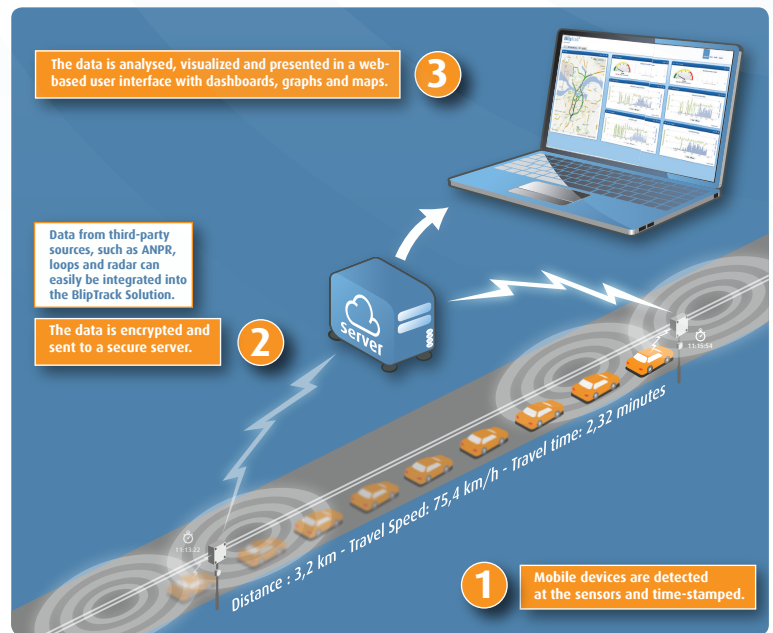 The data is analysed, visualized and presented in a web-
based user interface with dashboards, graphs and maps.
3
Data from third-party
sources, such as ANPR,
loops and radar can
easily be integrated into
the BlipTrack Solution.
The data is encrypted and
sent to a secure server.
2
server
11:15:54
11:13:22
Distance : 3,2 km - Travel Speed: 75,4 km/h - Travel time: 2,32 minutes
1
Mobile devices are detected
at the sensors and time-stamped.